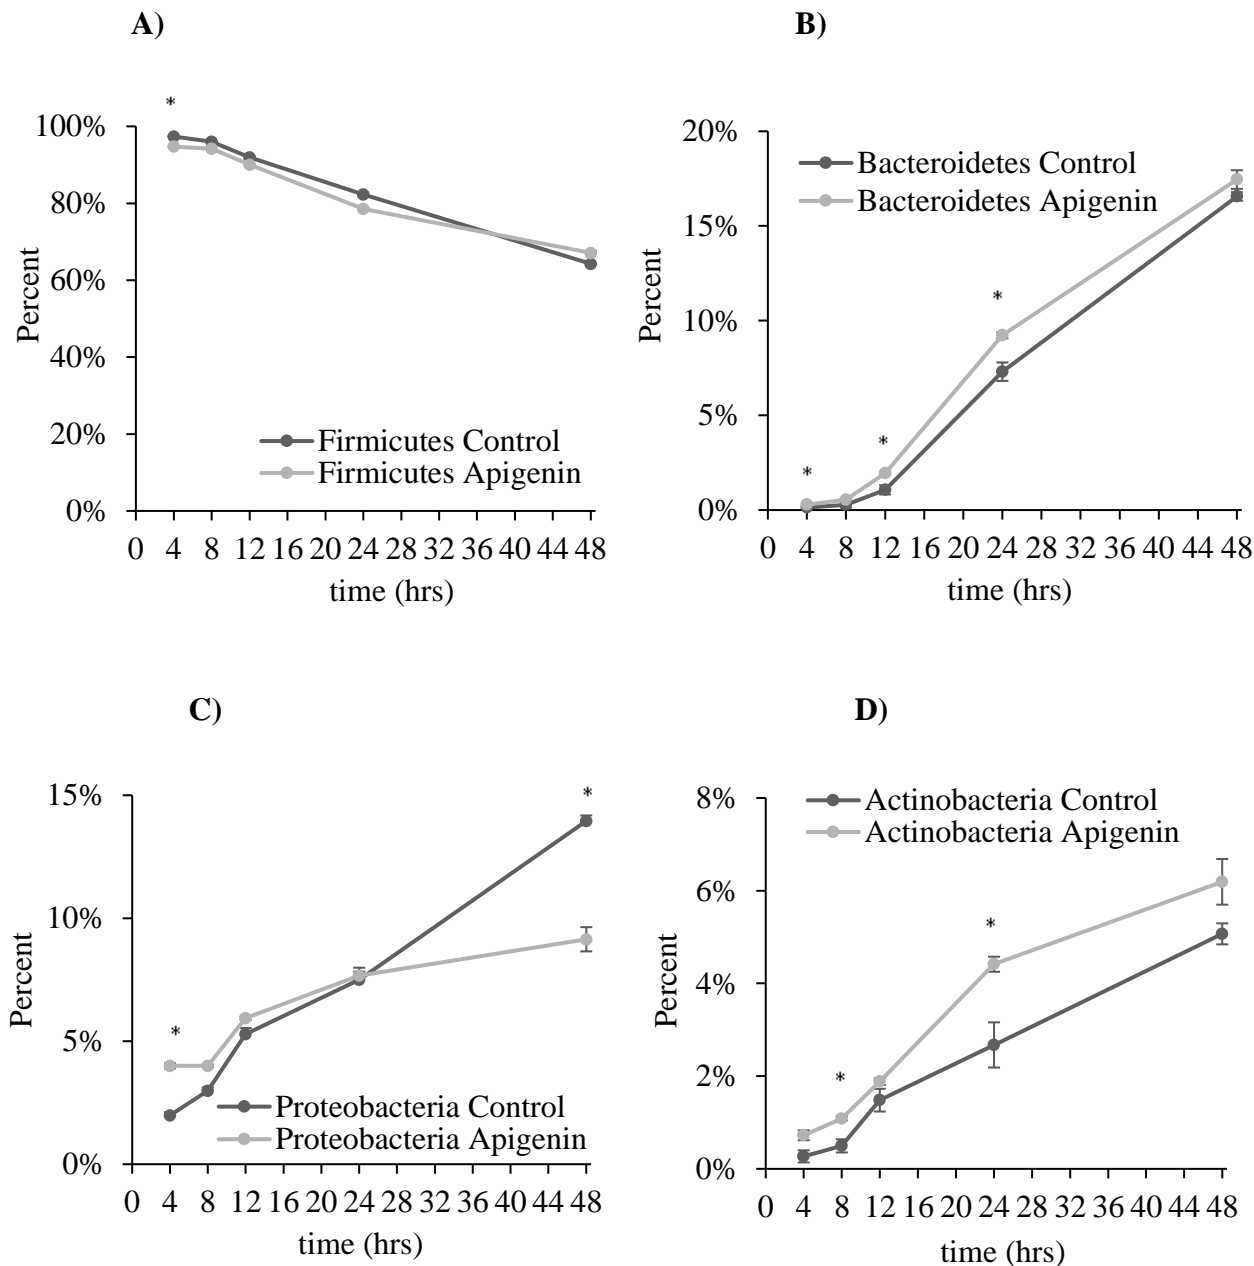 A)
*
100%
80%
60%
40%
20%
0%
Percent
Firmicutes Control
Firmicutes Apigenin
0 4 8 12 16 20 24 28 32 36 40 44 48
time (hrs)
B)
20%
15%
10%
5%
0%
Percent
Bacteroidetes Control
Bacteroidetes Apigenin
*
*
*
0 4 8 12 16 20 24 28 32 36 40 44 48
time (hrs)
C)
15%
10%
5%
0%
Percent
*
*
Proteobacteria Control
Proteobacteria Apigenin
0 4 8 12 16 20 24 28 32 36 40 44 48
time (hrs)
D)
8%
6%
4%
2%
0%
Percent
Actinobacteria Control
Actinobacteria Apigenin
*
*
0 4 8 12 16 20 24 28 32 36 40 44 48
time (hrs)